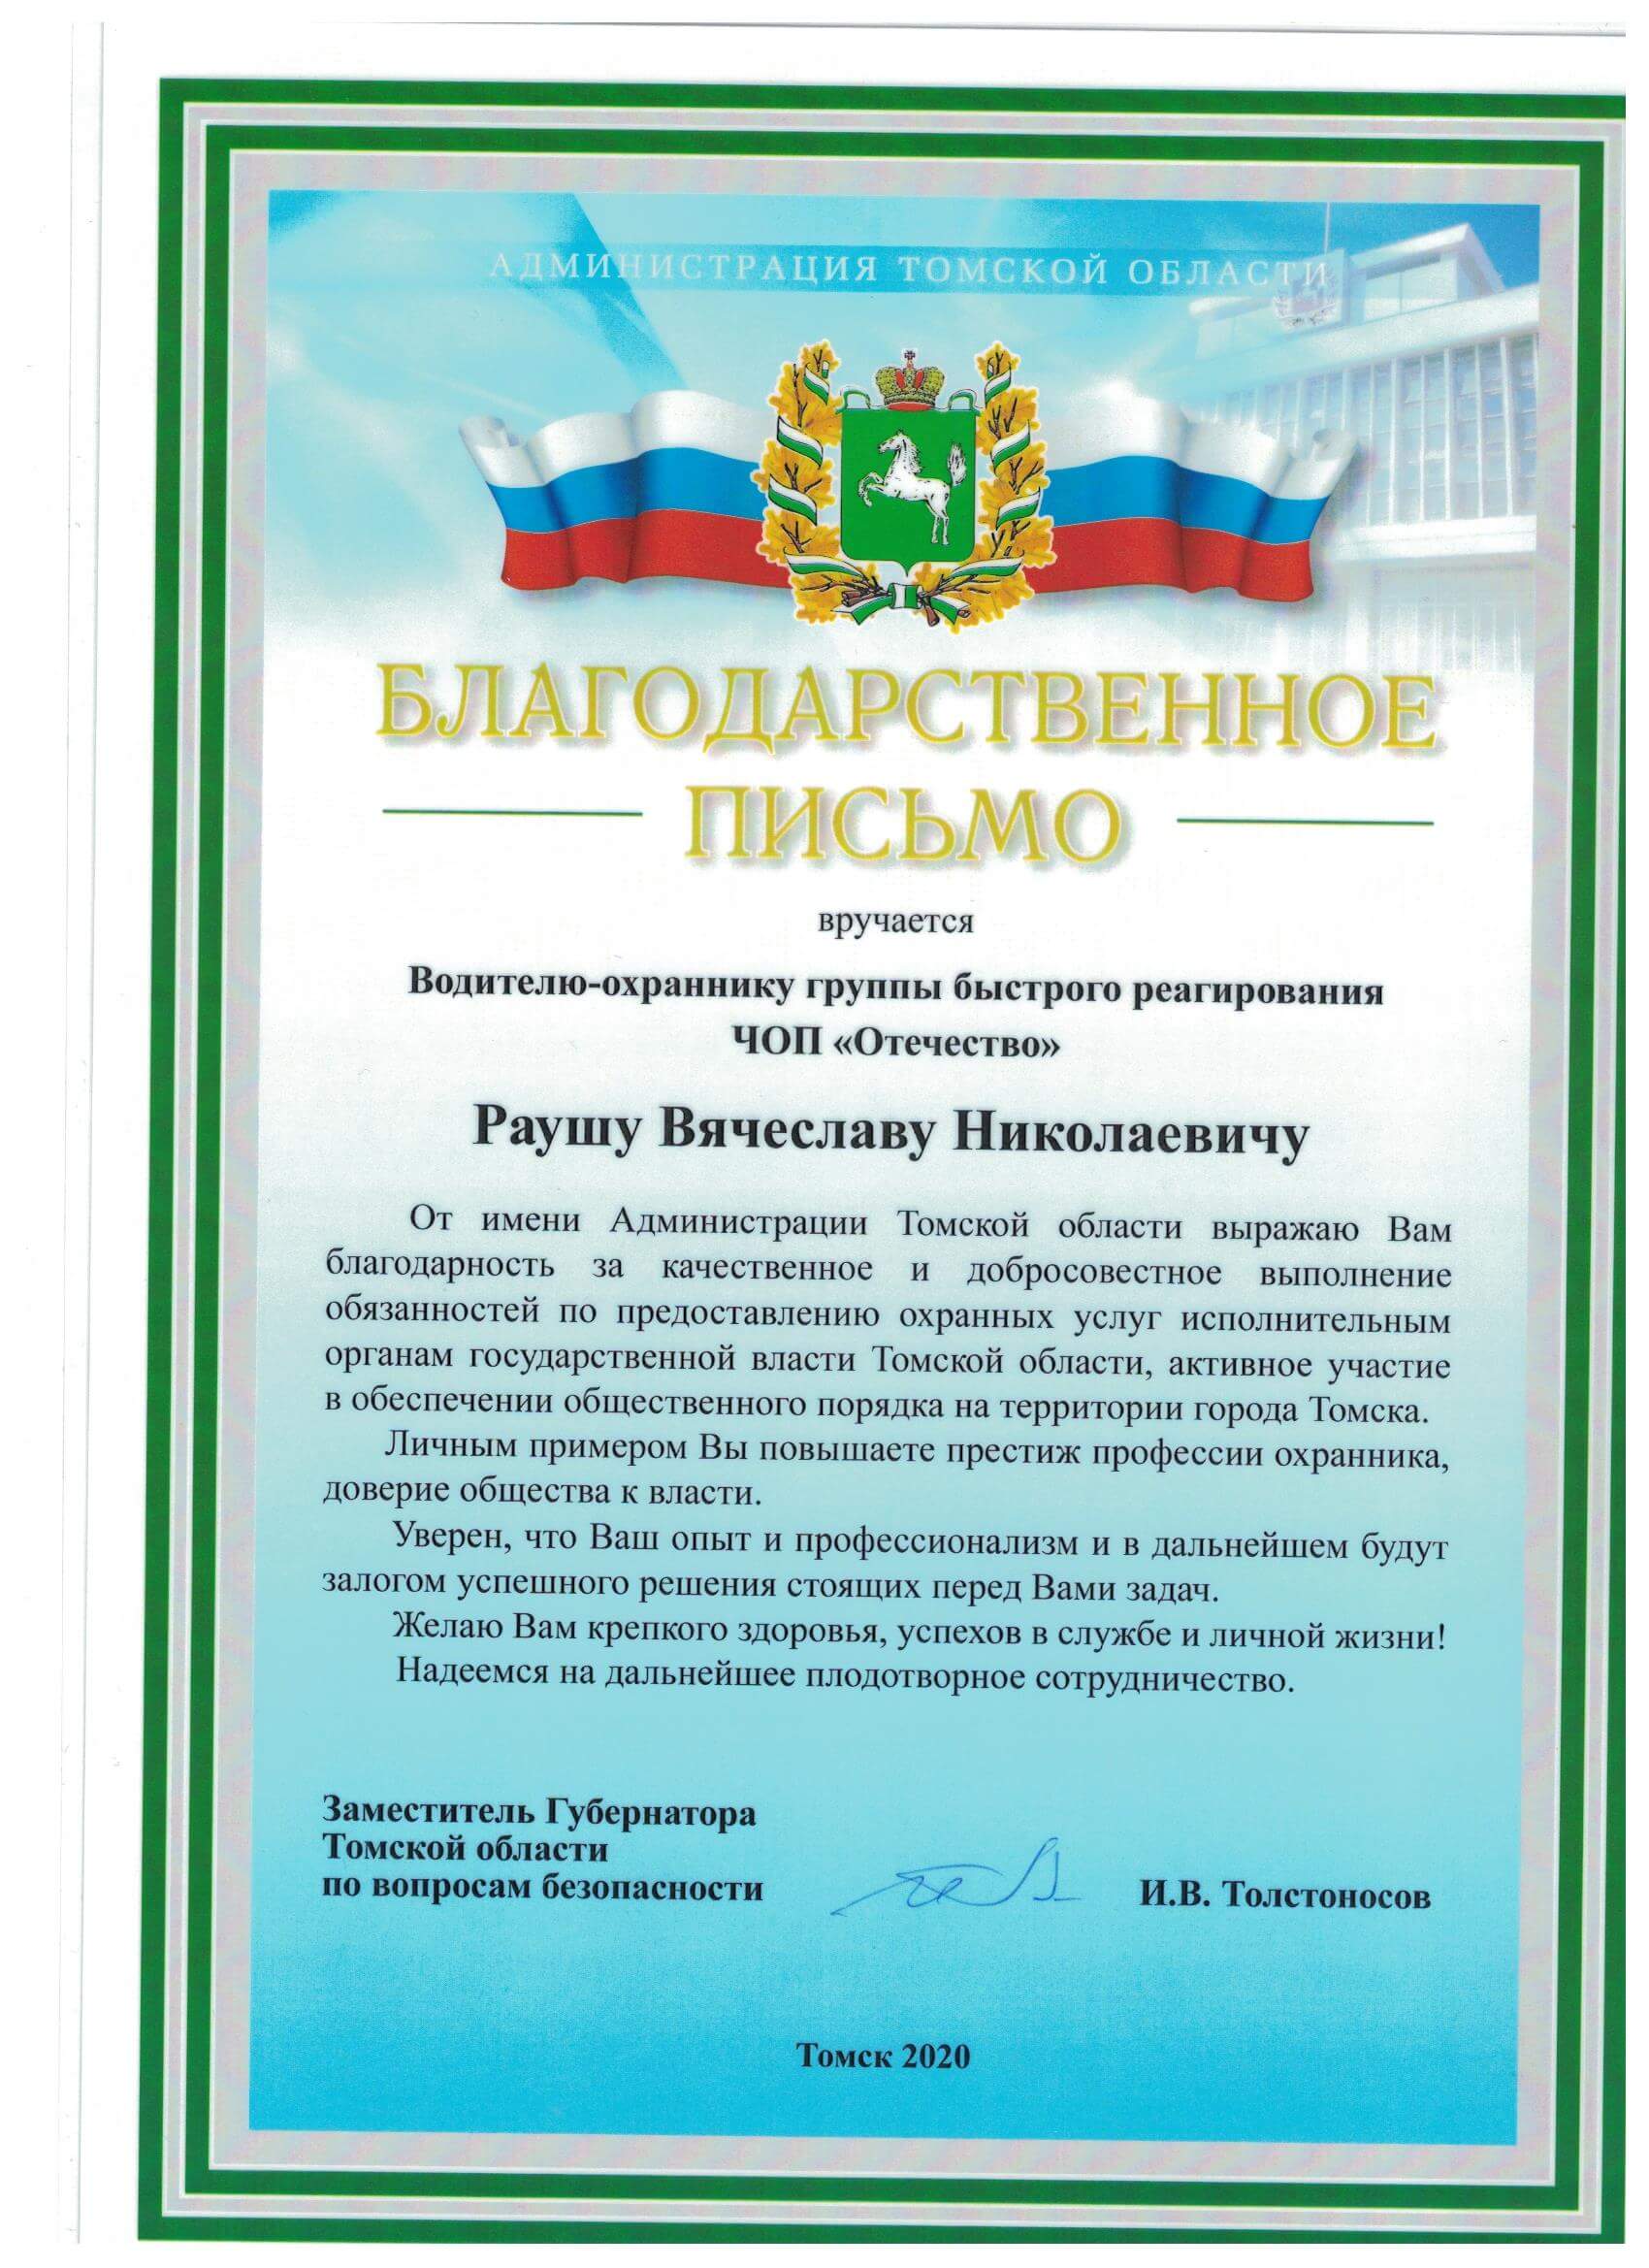 АДМИНИСТРАЦИЯ ТОМСКОЙ ОБЛАСТИ
БЛАГОДАРСТВЕННОЕ
ПИСЬМО
вручается
Водителю-охраннику группы быстрого реагирования
ЧОП «Отечество»
Раушу Вячеславу Николаевичу
От имени Администрации Томской области выражаю Вам
благодарность за качественное и добросовестное выполнение
обязанностей по предоставлению охранных услуг исполнительным
органам государственной власти Томской области, активное участие
в обеспечении общественного порядка на территории города Томска.
Личным примером Вы повышаете престиж профессии охранника,
доверие общества к власти.
Уверен, что Ваш опыт и профессионализм и в дальнейшем будут
залогом успешного решения стоящих перед Вами задач.
Желаю Вам крепкого здоровья, успехов в службе и личной жизни!
Надеемся на дальнейшее плодотворное сотрудничество.
Заместитель Губернатора
Томской области
по вопросам безопасности
И.В. Толстоносов
Томск 2020